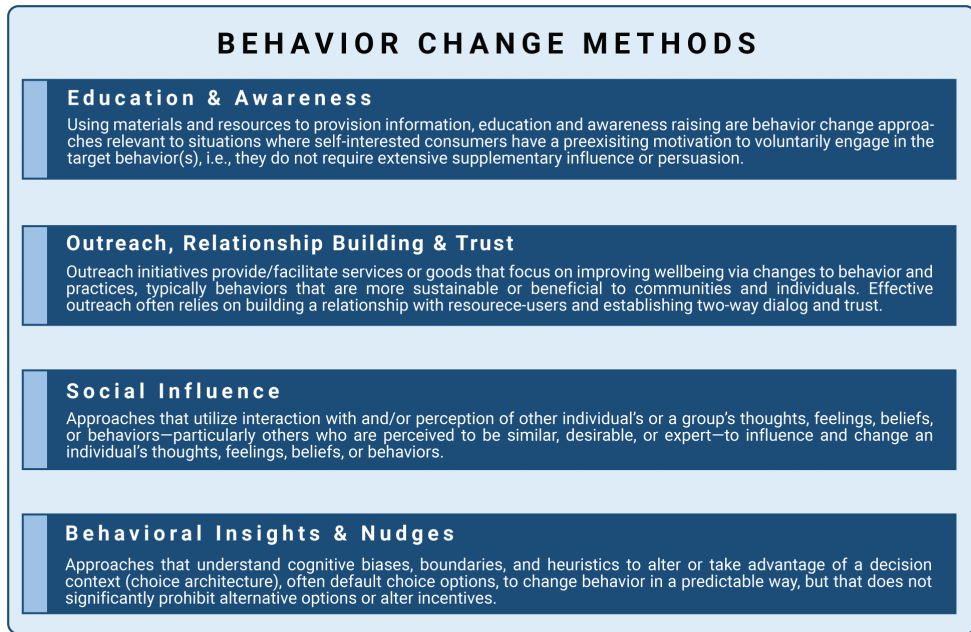 BEHAVIOR CHANGE METHODS
Education & Awareness
Using materials and resources to provision information, education and awareness raising are behavior change approa-
ches relevant to situations where self-interested consumers have a preexisiting motivation to voluntarily engage in the
target behavior(s), i.e., they do not require extensive supplementary influence or persuasion.
Outreach, Relationship Building & Trust
Outreach initiatives provide/facilitate services or goods that focus on improving wellbeing via changes to behavior and
practices, typically behaviors that are more sustainable or beneficial to communities and individuals. Effective
outreach often relies on building a relationship with resourece-users and establishing two-way dialog and trust.
Social Influence
Approaches that utilize interaction with and/or perception of other individual's or a group's thoughts, feelings, beliefs,
or behaviors—particularly others who are perceived to be similar, desirable, or expert—to influence and change an
individual's thoughts, feelings, beliefs, or behaviors.
Behavioral Insights & Nudges
Approaches that understand cognitive biases, boundaries, and heuristics to alter or take advantage of a decision
context (choice architecture), often default choice options, to change behavior in a predictable way, but that does not
significantly prohibit alternative options or alter incentives.